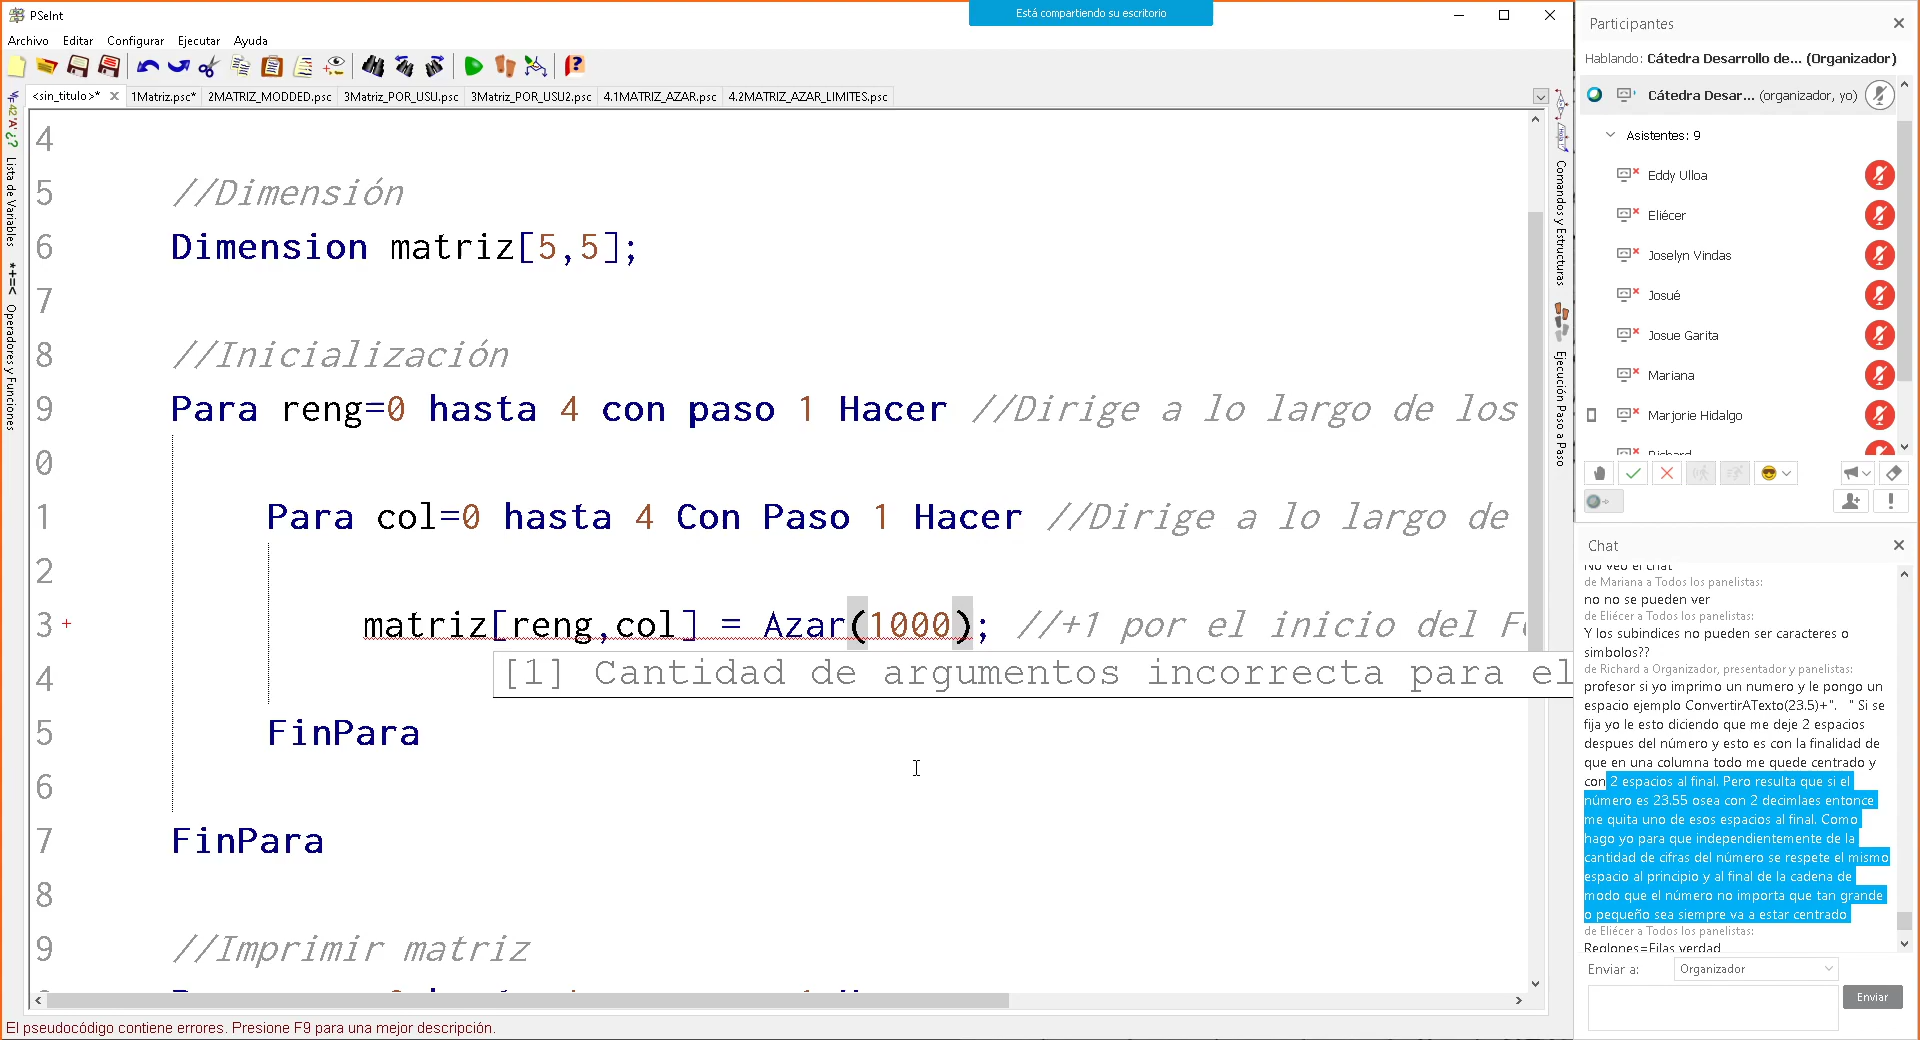 PSeInt
Está compartiendo su escritorio
Archivo Editar Configurar Ejecutar Ayuda
<sin_titulo>* 1Matriz.psc* 2MATRIZ_MODDED.psc 3Matriz_POR_USU.psc 3Matriz_POR_USU2.psc 4.1MATRIZ_AZAR.psc 4.2MATRIZ_AZAR_LIMITES.psc
Lista de Variables
*+=< Operadores y Funciones
4
5 //Dimensión
6 Dimension matriz[5,5];
7
8 //Inicialización
9 Para reng=0 hasta 4 con paso 1 Hacer //Dirige a lo largo de los
0
1 Para col=0 hasta 4 Con Paso 1 Hacer //Dirige a lo largo de
2
3 + matriz[reng,col] = Azar(1000); //+1 por el inicio del
4 [1] Cantidad de argumentos incorrecta para el
5 FinPara
6
7 FinPara
8
9 //Imprimir matriz
El pseudocódigo contiene errores. Presione F9 para una mejor descripción.
Comandos y Estructuras
Ejecución Paso a Paso
Participantes
Hablando: Cátedra Desarrollo de... (Organizador)
Cátedra Desar... (organizador, yo)
Asistentes: 9
Eddy Ulloa
Eliécer
Joselyn Vindas
Josué
Josue Garita
Mariana
Marjorie Hidalgo
Richard
Chat
No veo el chat
de Mariana a Todos los panelistas:
no no se pueden ver
de Eliécer a Todos los panelistas:
Y los subindices no pueden ser caracteres o
simbolos??
de Richard a Organizador, presentador y panelistas:
profesor si yo imprimo un numero y le pongo un
espacio ejemplo ConvertirATexto(23.5)+".   " Si se
fija yo le esto diciendo que me deje 2 espacios
despues del número y esto es con la finalidad de
que en una columna todo me quede centrado y
con 2 espacios al final. Pero resulta que si el
número es 23.55 osea con 2 decimlaes entonce
me quita uno de esos espacios al final. Como
hago yo para que independientemente de la
cantidad de cifras del número se respete el mismo
espacio al principio y al final de la cadena de
modo que el número no importa que tan grande
o pequeño sea siempre va a estar centrado
de Eliécer a Todos los panelistas:
Reglones=Filas verdad
Enviar a: Organizador
Enviar